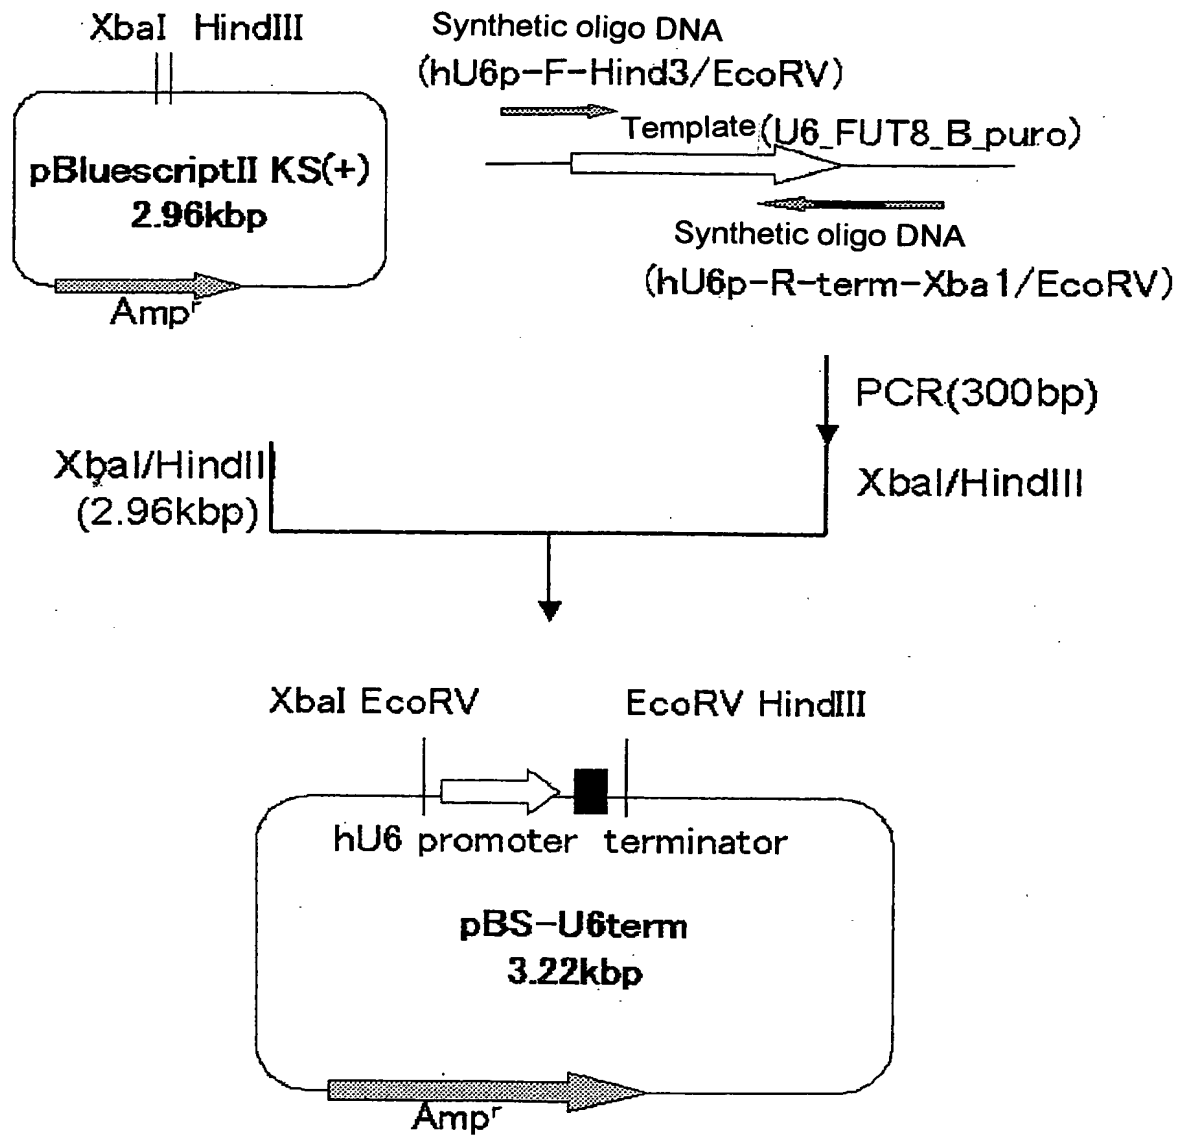 XbaI HindIII
Synthetic oligo DNA
(hU6p-F-Hind3/EcoRV)
Template (U6_FUT8_B_puro)
pBluescriptII KS(+)
2.96kbp
Synthetic oligo DNA
(hU6p-R-term-Xba1/EcoRV)
Ampr
PCR(300bp)
XbaI/HindII
(2.96kbp)
XbaI/HindIII
XbaI EcoRV
EcoRV HindIII
hU6 promoter terminator
pBS-U6term
3.22kbp
Ampr